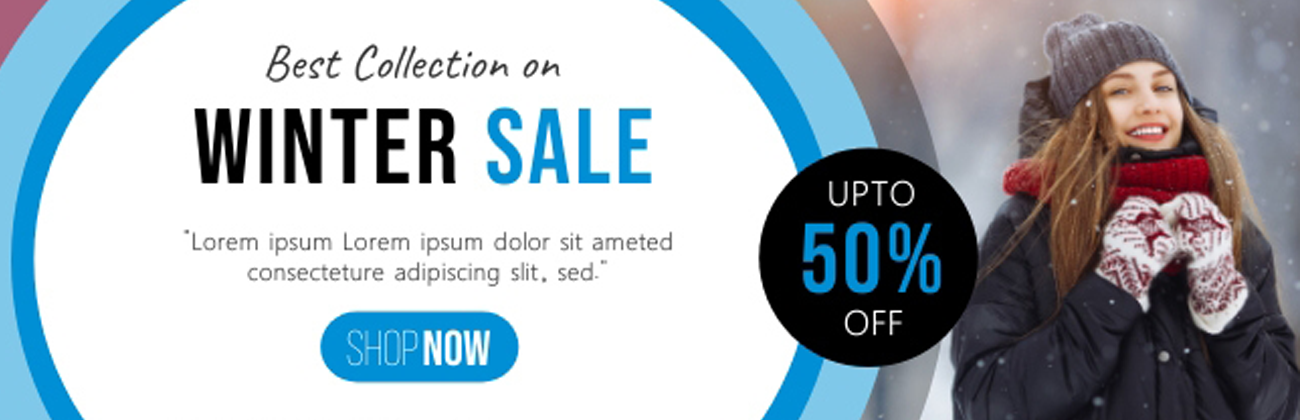 Best Collection on
WINTER SALE
"Lorem ipsum Lorem ipsum dolor sit ameted
consecteture adipiscing slit, sed."
SHOP NOW
UPTO
50%
OFF